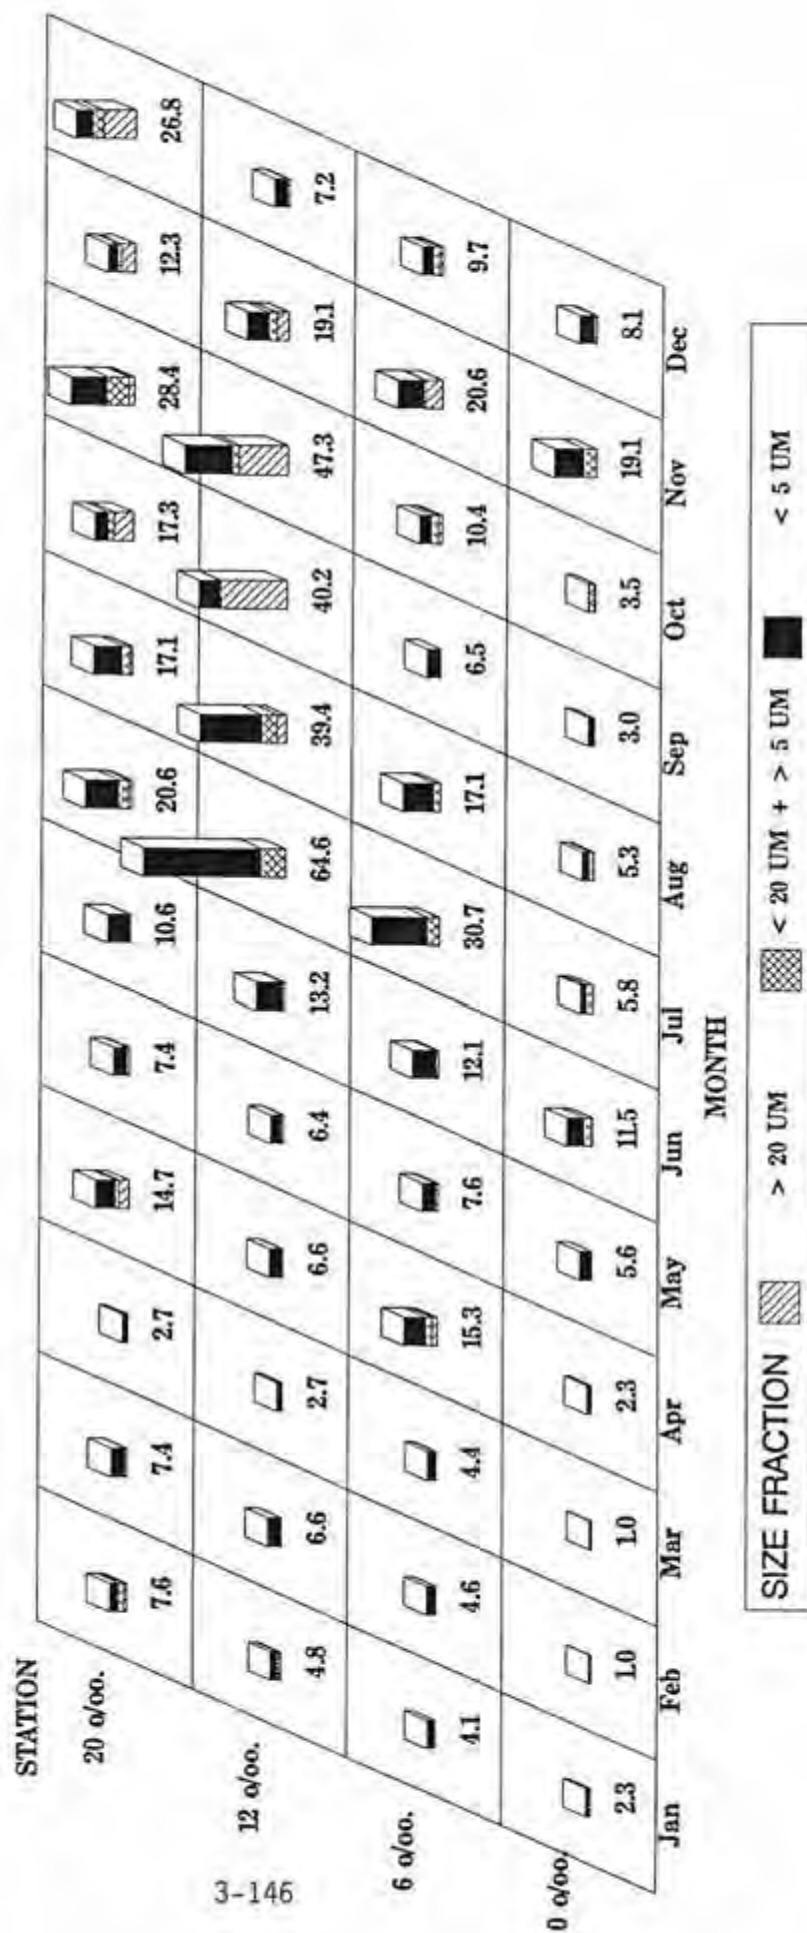 STATION
20 o/oo.
7.6 7.4 2.7 14.7 7.4 10.6 20.6 17.1 17.3 28.4 12.3 26.8
12 o/oo.
4.8 6.6 2.7 6.6 6.4 13.2 64.6 39.4 40.2 47.3 19.1 7.2
6 o/oo.
4.1 4.6 4.4 15.3 7.6 12.1 30.7 17.1 6.5 10.4 20.6 9.7
0 o/oo.
2.3 1.0 1.0 2.3 5.6 11.5 5.8 5.3 3.0 3.5 19.1 8.1
Jan Feb Mar Apr May Jun Jul Aug Sep Oct Nov Dec
MONTH
SIZE FRACTION > 20 UM < 20 UM + > 5 UM < 5 UM
3-146